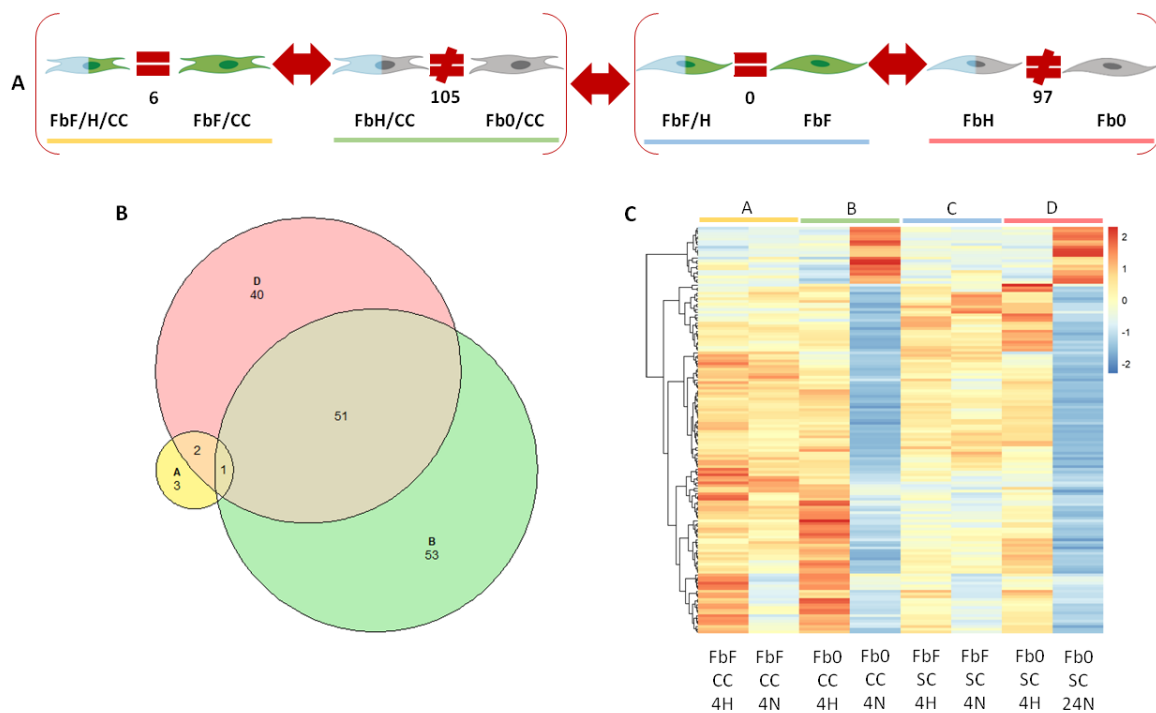 A
6
105
0
97
FbF/H/CC FbF/CC FbH/CC Fb0/CC FbF/H FbF FbH Fb0
B
D
40
51
2
1
A
3
B
53
C
A B C D
2
1
0
-1
-2
FbF FbF Fb0 Fb0 FbF FbF Fb0 Fb0
CC CC CC CC SC SC SC SC
4H 4N 4H 4N 4H 4N 4H 24N